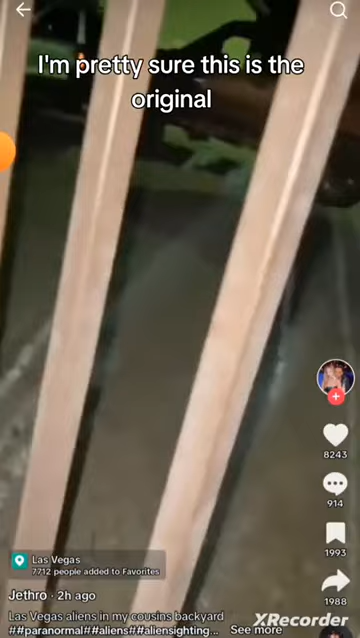 I'm pretty sure this is the
original
8243
914
1993
1988
Las Vegas
7712 people added to Favorites
Jethro · 2h ago
Las Vegas aliens in my cousins backyard
##paranormal##aliens##aliensighting... See more
XRecorder